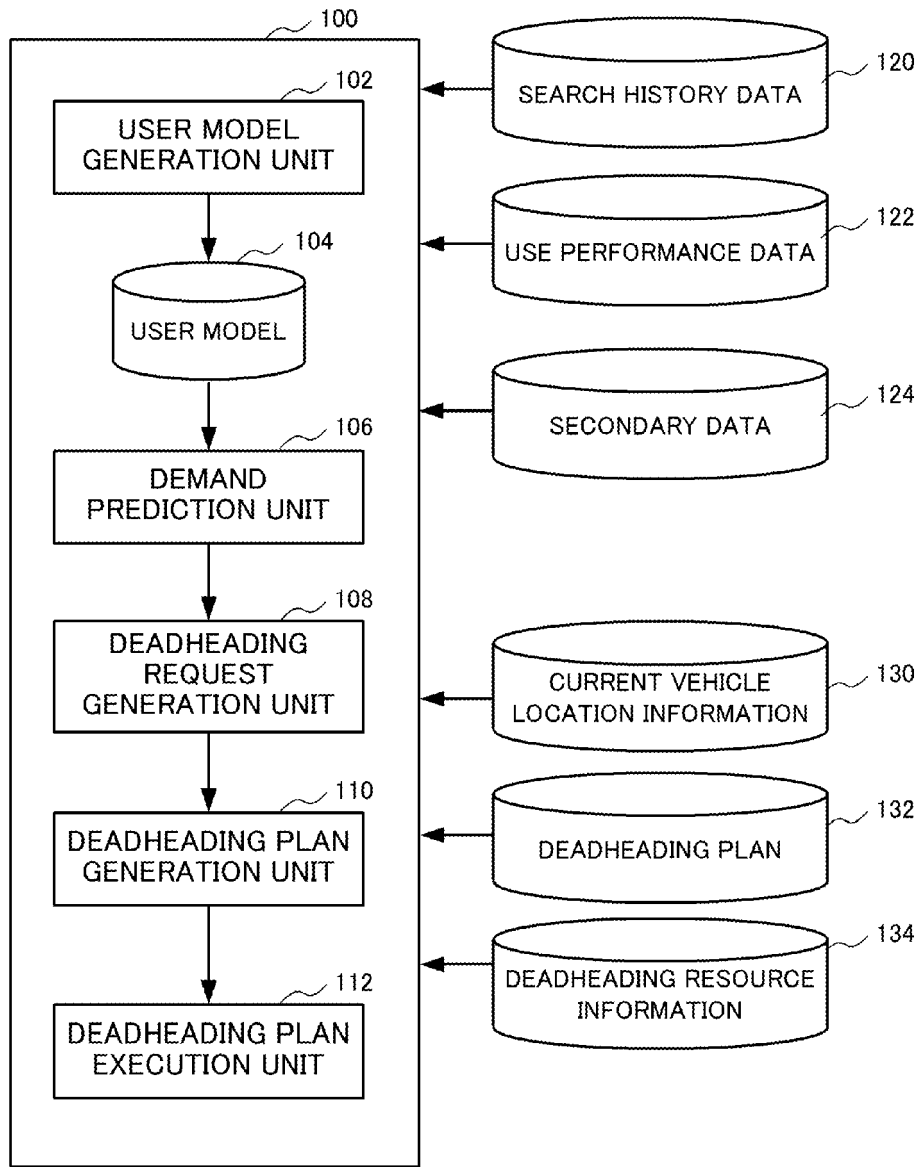 100
102
USER MODEL
GENERATION UNIT
104
USER MODEL
106
DEMAND
PREDICTION UNIT
108
DEADHEADING
REQUEST
GENERATION UNIT
110
DEADHEADING PLAN
GENERATION UNIT
112
DEADHEADING PLAN
EXECUTION UNIT
120
SEARCH HISTORY DATA
122
USE PERFORMANCE DATA
124
SECONDARY DATA
130
CURRENT VEHICLE
LOCATION INFORMATION
132
DEADHEADING PLAN
134
DEADHEADING RESOURCE
INFORMATION